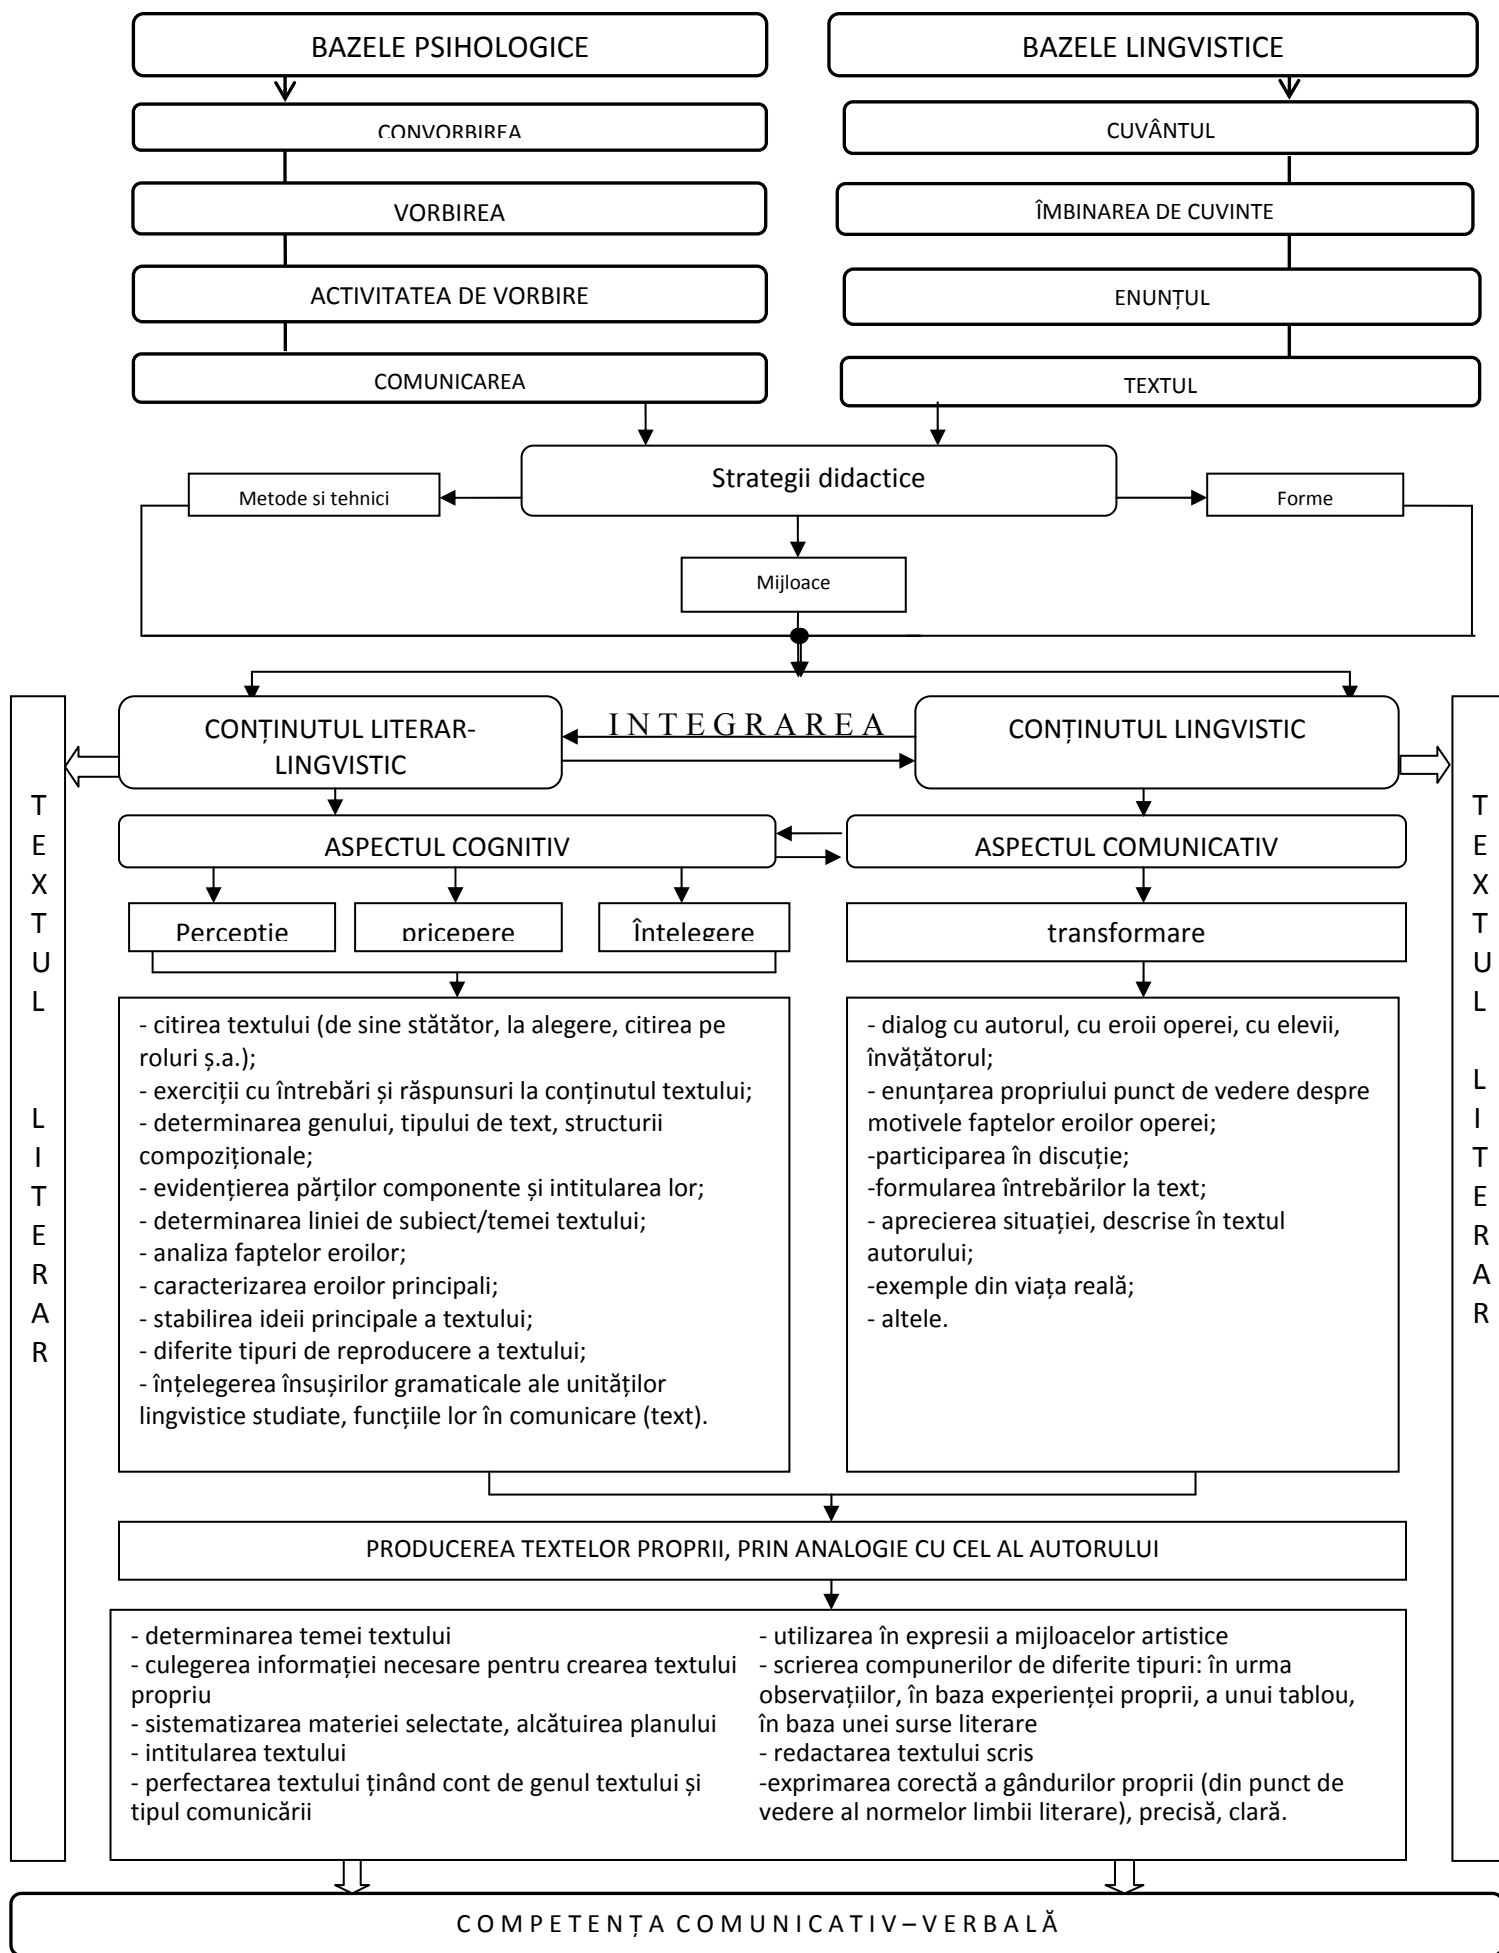 BAZELE PSIHOLOGICE
BAZELE LINGVISTICE
CONVORBIREA
CUVÂNTUL
VORBIREA
ÎMBINAREA DE CUVINTE
ACTIVITATEA DE VORBIRE
ENUNȚUL
COMUNICAREA
TEXTUL
Strategii didactice
Metode si tehnici
Forme
Mijloace
CONȚINUTUL LITERAR-
LINGVISTIC
INTEGRAREA
CONȚINUTUL LINGVISTIC
TEXTUL LITERAR
TEXTUL LITERAR
ASPECTUL COGNITIV
ASPECTUL COMUNICATIV
Perceptie
pricepere
Întelegere
transformare
- citirea textului (de sine stătător, la alegere, citirea pe
roluri ș.a.);
- exerciții cu întrebări și răspunsuri la conținutul textului;
- determinarea genului, tipului de text, structurii
compoziționale;
- evidențierea părților componente și intitularea lor;
- determinarea liniei de subiect/temei textului;
- analiza faptelor eroilor;
- caracterizarea eroilor principali;
- stabilirea ideii principale a textului;
- diferite tipuri de reproducere a textului;
- înțelegerea însușirilor gramaticale ale unităților
lingvistice studiate, funcțiile lor în comunicare (text).
- dialog cu autorul, cu eroii operei, cu elevii,
învățătorul;
- enunțarea propriului punct de vedere despre
motivele faptelor eroilor operei;
-participarea în discuție;
-formularea întrebărilor la text;
- aprecierea situației, descrise în textul
autorului;
-exemple din viața reală;
- altele.
PRODUCEREA TEXTELOR PROPRII, PRIN ANALOGIE CU CEL AL AUTORULUI
- determinarea temei textului
- culegerea informației necesare pentru crearea textului
propriu
- sistematizarea materiei selectate, alcătuirea planului
- intitularea textului
- perfectarea textului ținând cont de genul textului și
tipul comunicării
- utilizarea în expresii a mijloacelor artistice
- scrierea compunerilor de diferite tipuri: în urma
observațiilor, în baza experienței proprii, a unui tablou,
în baza unei surse literare
- redactarea textului scris
-exprimarea corectă a gândurilor proprii (din punct de
vedere al normelor limbii literare), precisă, clară.
COMPETENȚA COMUNICATIV–VERBALĂ